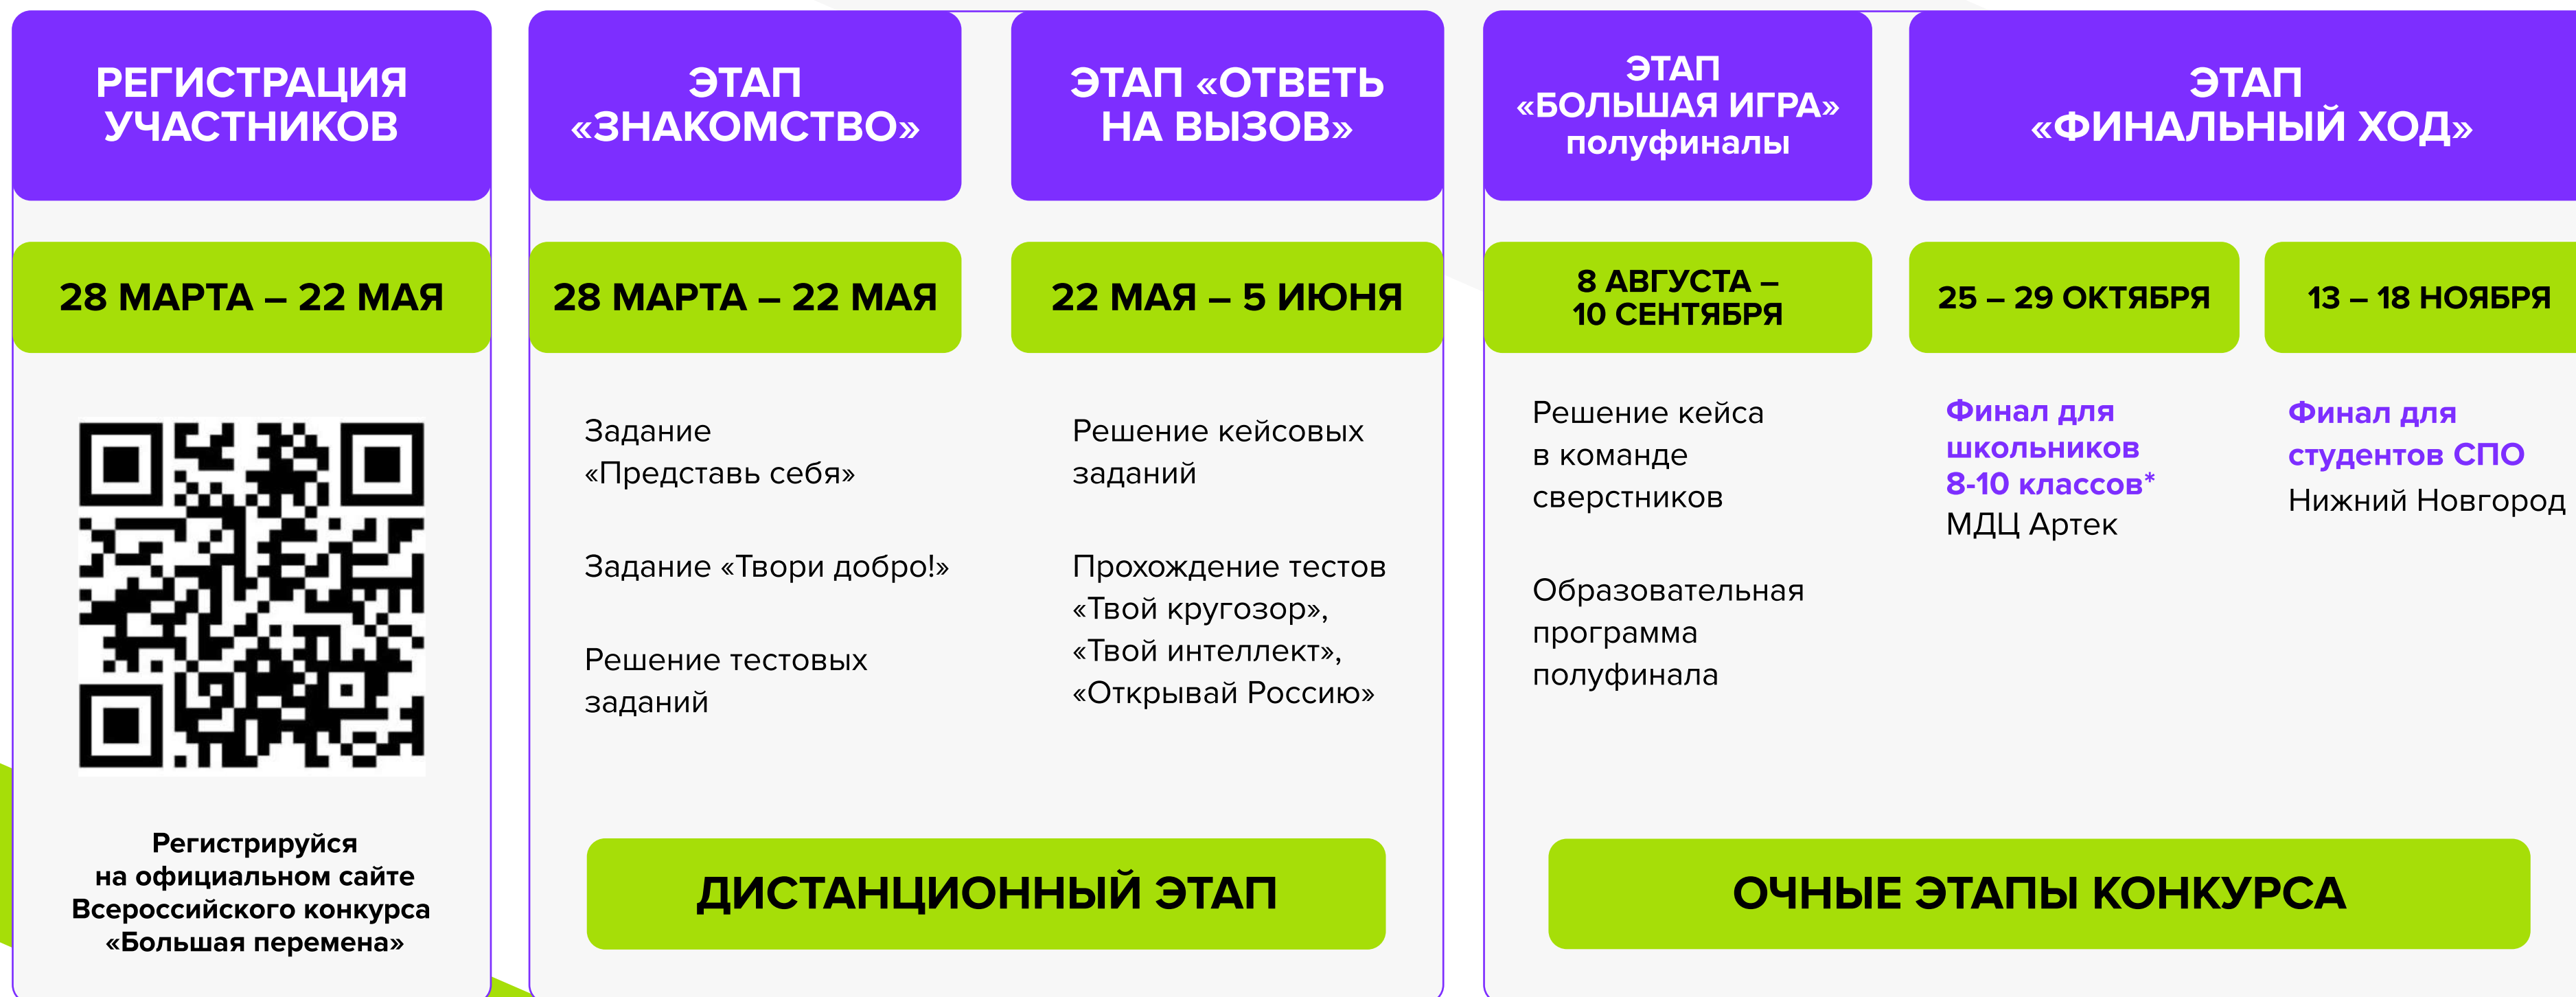 РЕГИСТРАЦИЯ
УЧАСТНИКОВ
28 МАРТА – 22 МАЯ
Регистрируйся
на официальном сайте
Всероссийского конкурса
«Большая перемена»
ЭТАП
«ЗНАКОМСТВО»
28 МАРТА – 22 МАЯ
Задание
«Представь себя»
Задание «Твори добро!»
Решение тестовых
заданий
ЭТАП «ОТВЕТЬ
НА ВЫЗОВ»
22 МАЯ – 5 ИЮНЯ
Решение кейсовых
заданий
Прохождение тестов
«Твой кругозор»,
«Твой интеллект»,
«Открывай Россию»
ДИСТАНЦИОННЫЙ ЭТАП
ЭТАП
«БОЛЬШАЯ ИГРА»
полуфиналы
8 АВГУСТА –
10 СЕНТЯБРЯ
Решение кейса
в команде
сверстников
Образовательная
программа
полуфинала
ЭТАП
«ФИНАЛЬНЫЙ ХОД»
25 – 29 ОКТЯБРЯ
Финал для
школьников
8-10 классов*
МДЦ Артек
13 – 18 НОЯБРЯ
Финал для
студентов СПО
Нижний Новгород
ОЧНЫЕ ЭТАПЫ КОНКУРСА